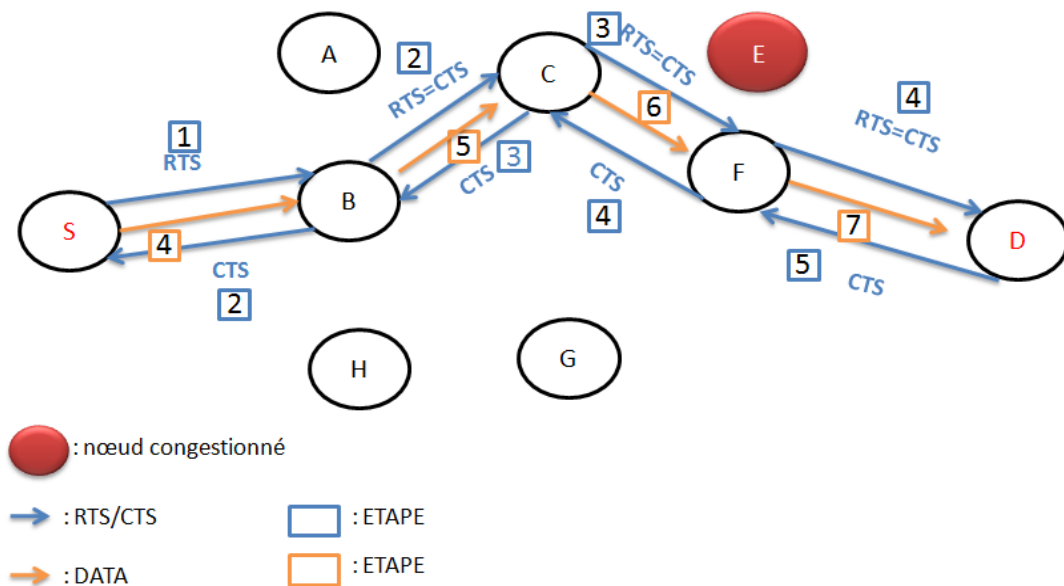 A
2
C
3
RTS=CTS
E
4
RTS=CTS
1
RTS
RTS=CTS
5
3
CTS
6
B
F
S
4
CTS
2
CTS
4
7
5
CTS
D
H
G
: nœud congestionné
: RTS/CTS
: ETAPE
: DATA
: ETAPE